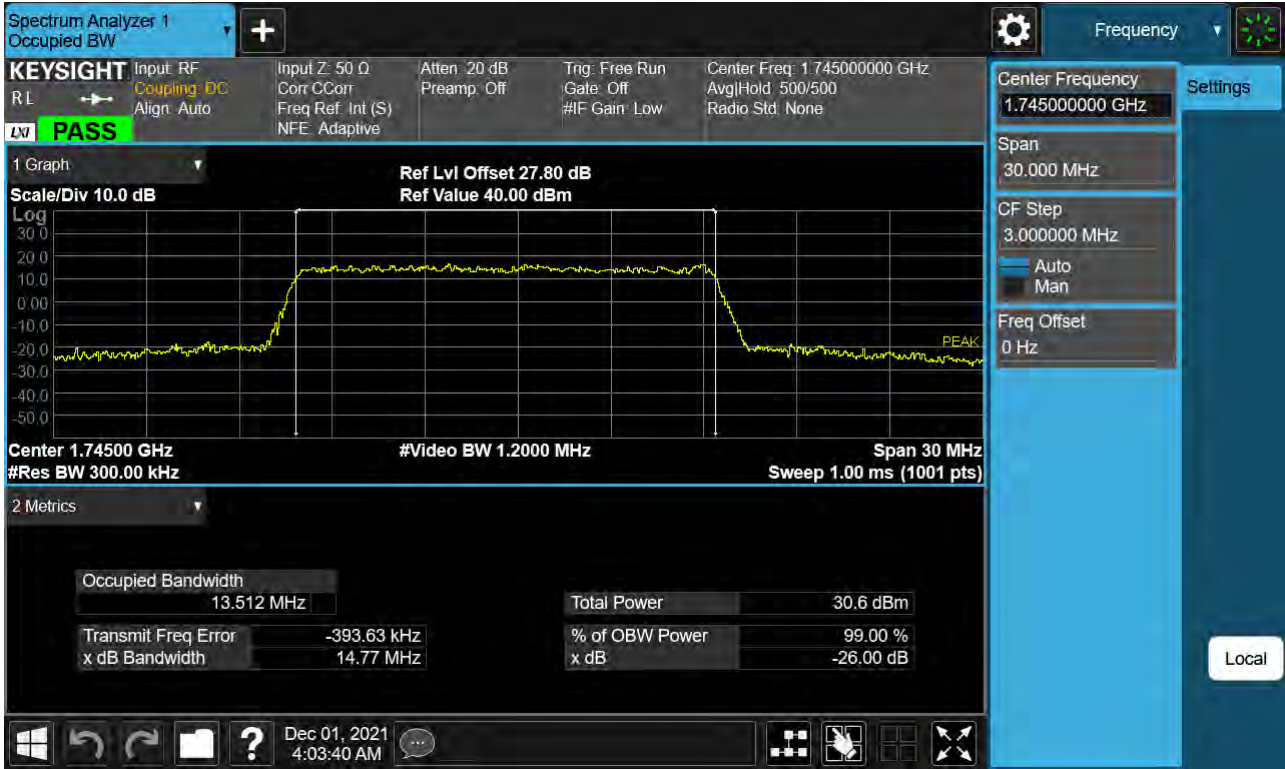 Spectrum Analyzer 1
Occupied BW
Frequency
KEYSIGHT
R L
LXI PASS
Input: RF
Coupling: DC
Align: Auto
Input Z: 50 Ω
Corr CCorr
Freq Ref: Int (S)
NFE: Adaptive
Atten: 20 dB
Preamp: Off
Trig: Free Run
Gate: Off
#IF Gain: Low
Center Freq: 1.745000000 GHz
Avg|Hold: 500/500
Radio Std: None
Center Frequency
1.745000000 GHz
Settings
Span
30.000 MHz
CF Step
3.000000 MHz
Auto
Man
Freq Offset
0 Hz
Local
1 Graph
Scale/Div 10.0 dB
Ref Lvl Offset 27.80 dB
Ref Value 40.00 dBm
Log
30.0
20.0
10.0
0.00
-10.0
-20.0
-30.0
-40.0
-50.0
PEAK
Center 1.74500 GHz
#Video BW 1.2000 MHz
Span 30 MHz
#Res BW 300.00 kHz
Sweep 1.00 ms (1001 pts)
2 Metrics
Occupied Bandwidth
13.512 MHz
Total Power 30.6 dBm
Transmit Freq Error -393.63 kHz
% of OBW Power 99.00 %
x dB Bandwidth 14.77 MHz
x dB -26.00 dB
?
Dec 01, 2021
4:03:40 AM